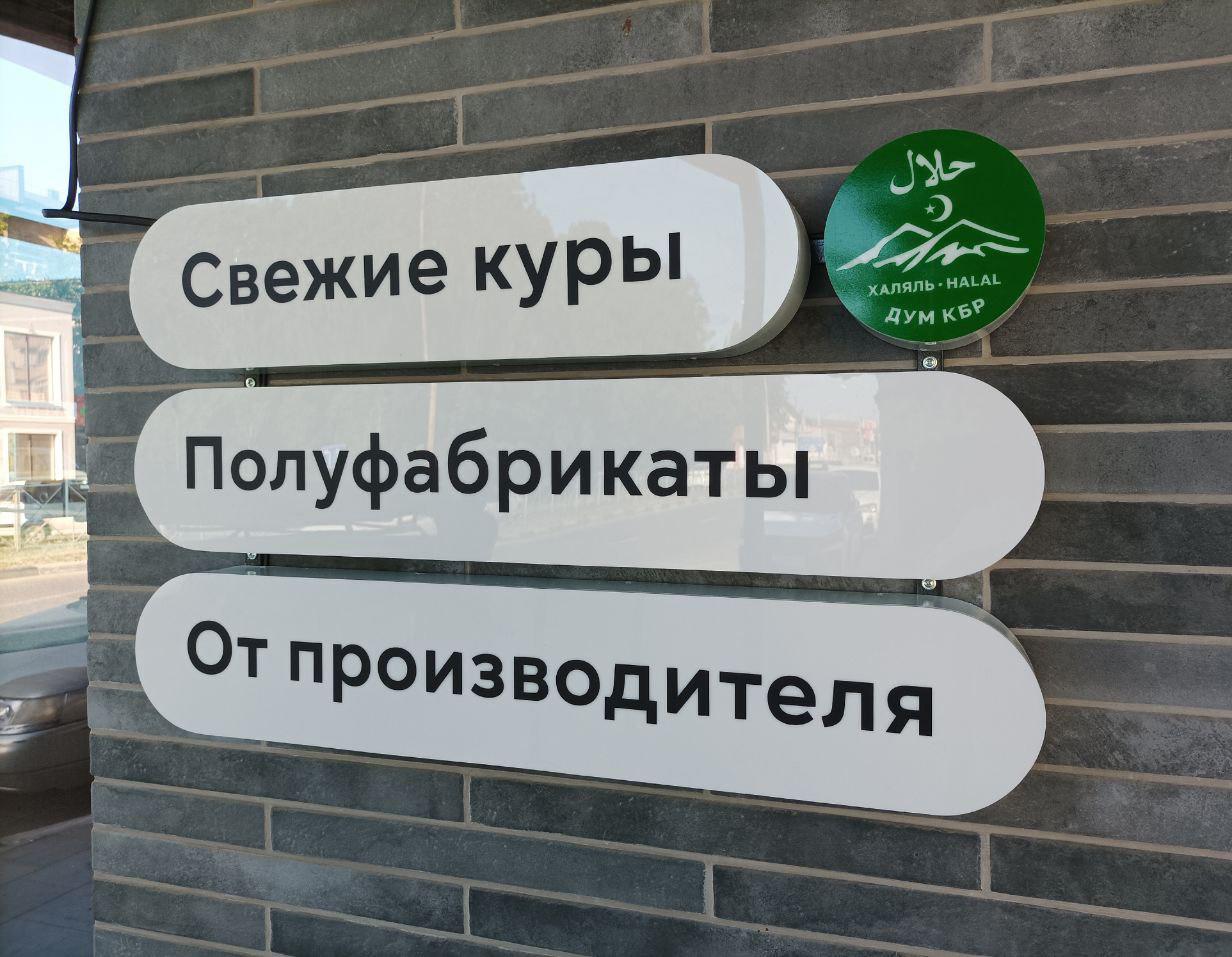 Свежие куры
حلال
ХАЛЯЛЬ · HALAL
ДУМ КБР
Полуфабрикаты
От производителя